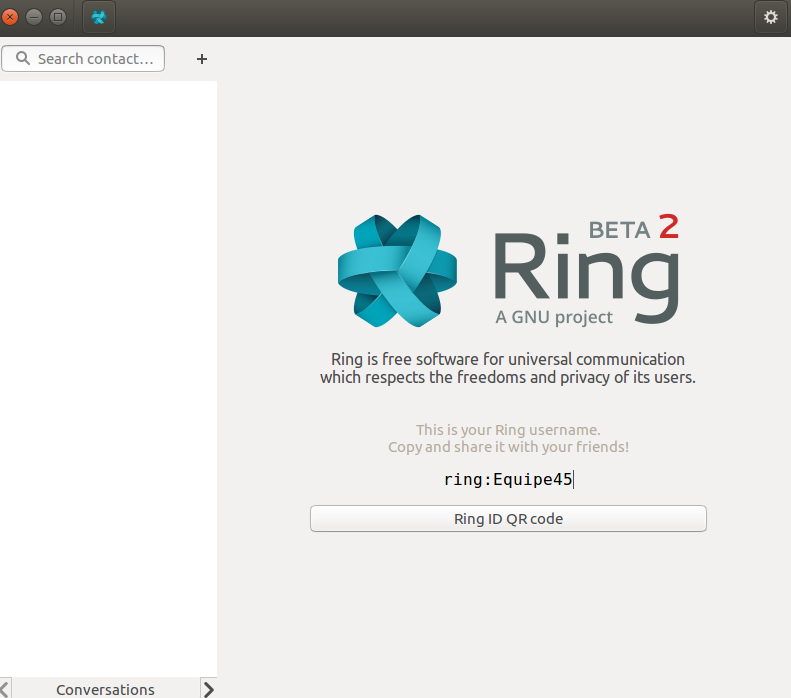 Search contact...
+
BETA 2
Ring
A GNU project
Ring is free software for universal communication
which respects the freedoms and privacy of its users.
This is your Ring username.
Copy and share it with your friends!
ring:Equipe45
Ring ID QR code
Conversations